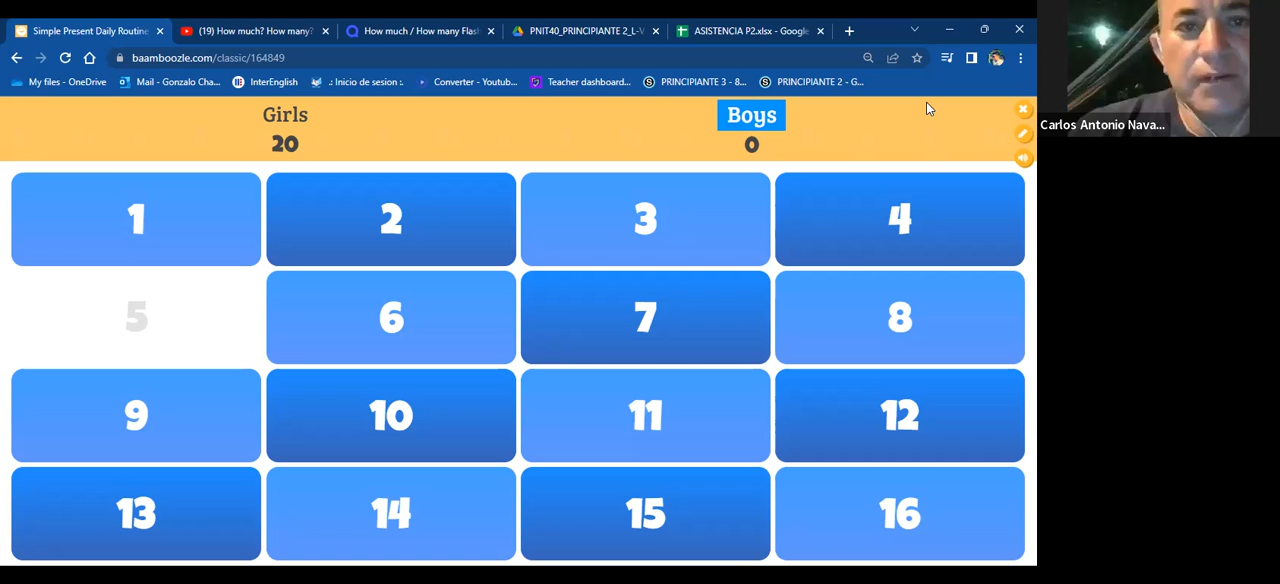 Simple Present Daily Routine
(19) How much? How many?
How much / How many Flash
PNIT40_PRINCIPIANTE 2_L-V
ASISTENCIA P2.xlsx - Google
baamboozle.com/classic/164849
My files - OneDrive
Mail - Gonzalo Cha...
InterEnglish
.: Inicio de sesion :.
Converter - Youtub...
Teacher dashboard...
PRINCIPIANTE 3 - 8...
PRINCIPIANTE 2 - G...
Girls
Boys
20
0
Carlos Antonio Nava...
1
2
3
4
5
6
7
8
9
10
11
12
13
14
15
16